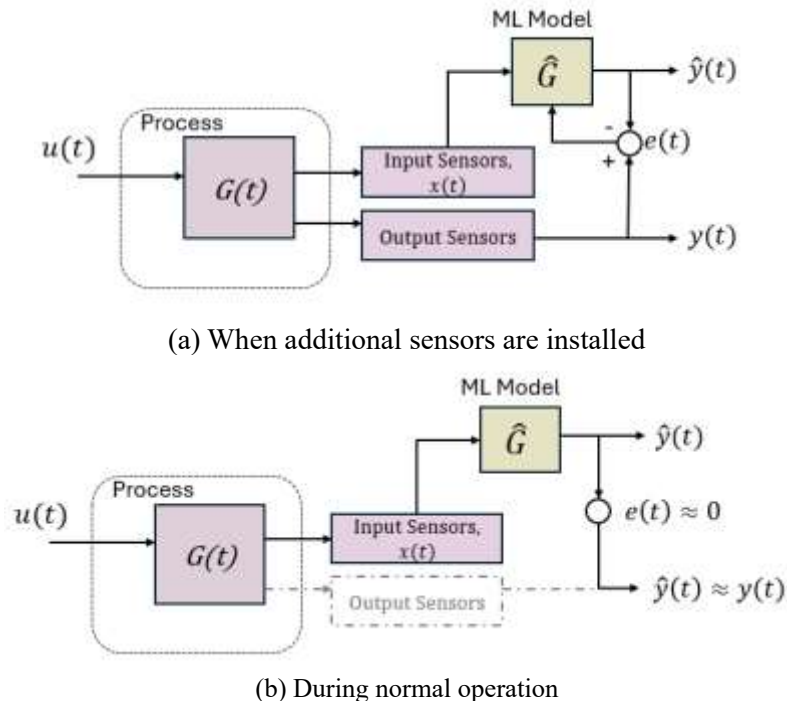 ML Model
Ĝ
ŷ(t)
Process
u(t)
G(t)
Input Sensors,
x(t)
-
+
e(t)
Output Sensors
y(t)
(a) When additional sensors are installed
ML Model
Ĝ
ŷ(t)
Process
u(t)
G(t)
Input Sensors,
x(t)
e(t) ≈ 0
Output Sensors
ŷ(t) ≈ y(t)
(b) During normal operation